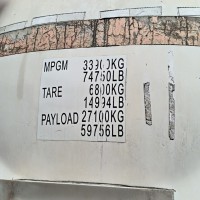 MPGM 33900KG
74750LB
TARE 6800KG
14994LB
PAYLOAD 27100KG
59756LB